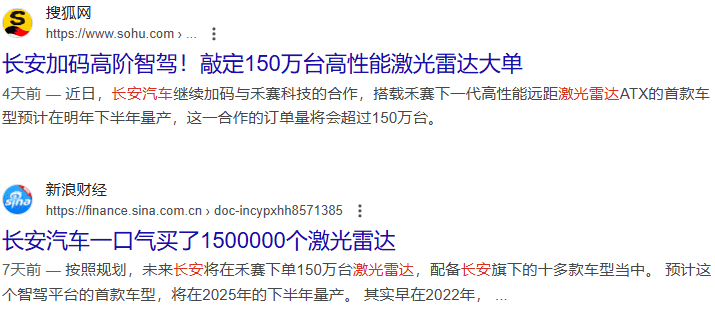 搜狐网
https://www.sohu.com › ...
长安加码高阶智驾！敲定150万台高性能激光雷达大单
4天前 — 近日，长安汽车继续加码与禾赛科技的合作，搭载禾赛下一代高性能远距激光雷达ATX的首款车
型预计在明年下半年量产，这一合作的订单量将会超过150万台。
新浪财经
https://finance.sina.com.cn › doc-incypxhh8571385
长安汽车一口气买了1500000个激光雷达
7天前 — 按照规划，未来长安将在禾赛下单150万台激光雷达，配备长安旗下的十多款车型当中。 预计这
个智驾平台的首款车型，将在2025年的下半年量产。 其实早在2022年， ...